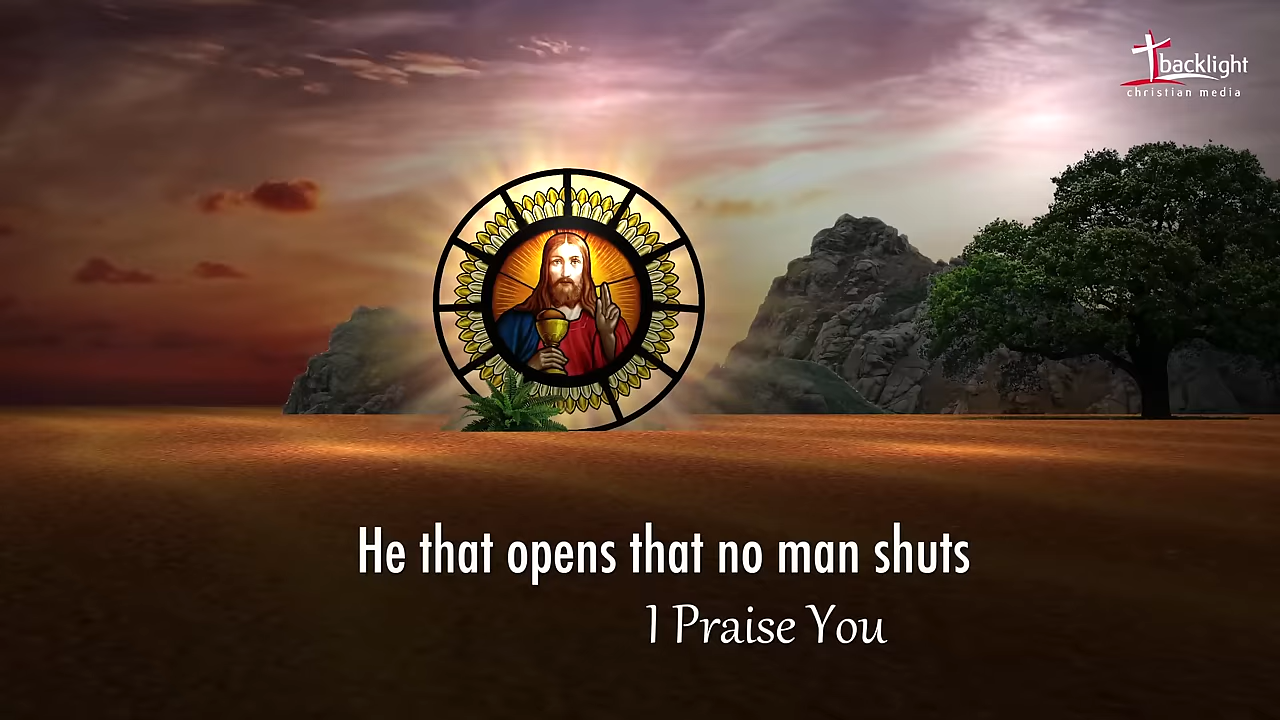 backlight
christian media
He that opens that no man shuts
I Praise You